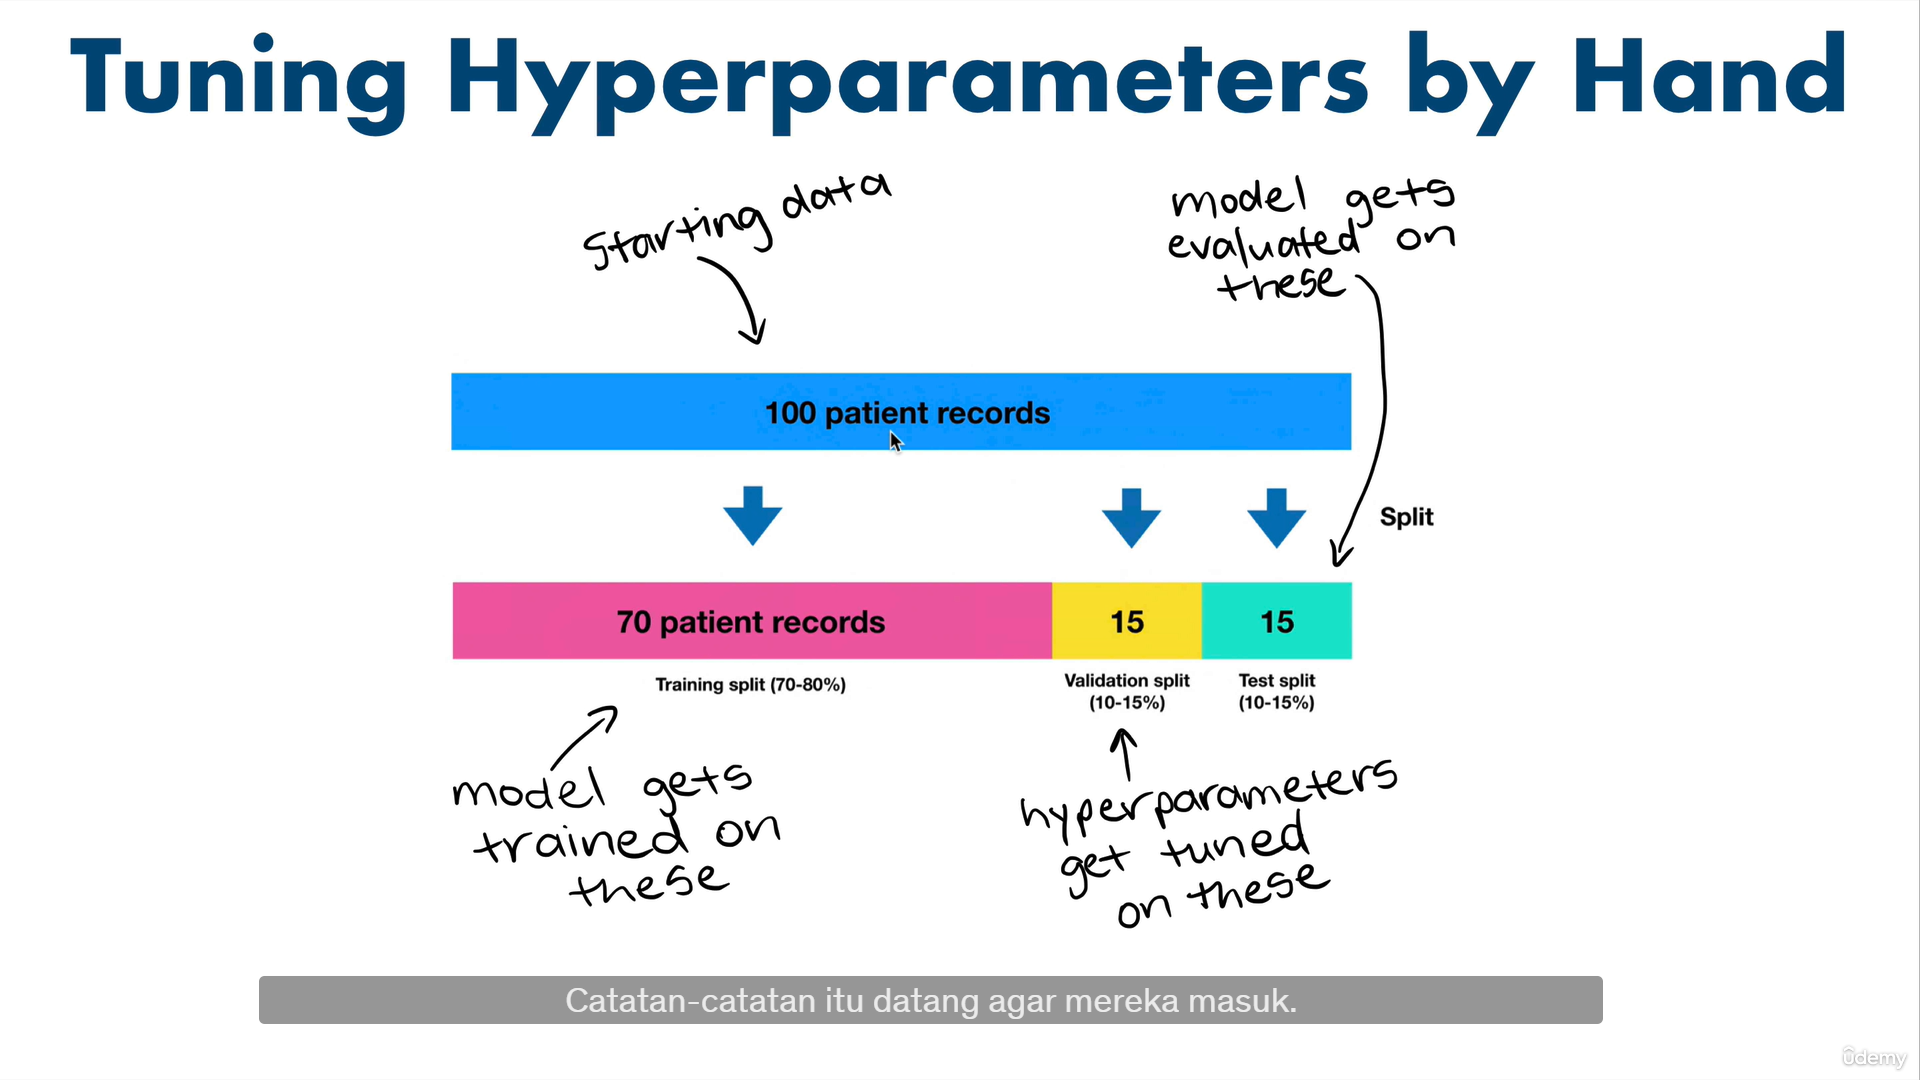 Tuning Hyperparameters by Hand
starting data
model gets
evaluated on
these
100 patient records
Split
70 patient records
15
15
Training split (70-80%)
Validation split
(10-15%)
Test split
(10-15%)
model gets
trained on
these
hyperparameters
get tuned
on these
Catatan-catatan itu datang agar mereka masuk.
ûdemy